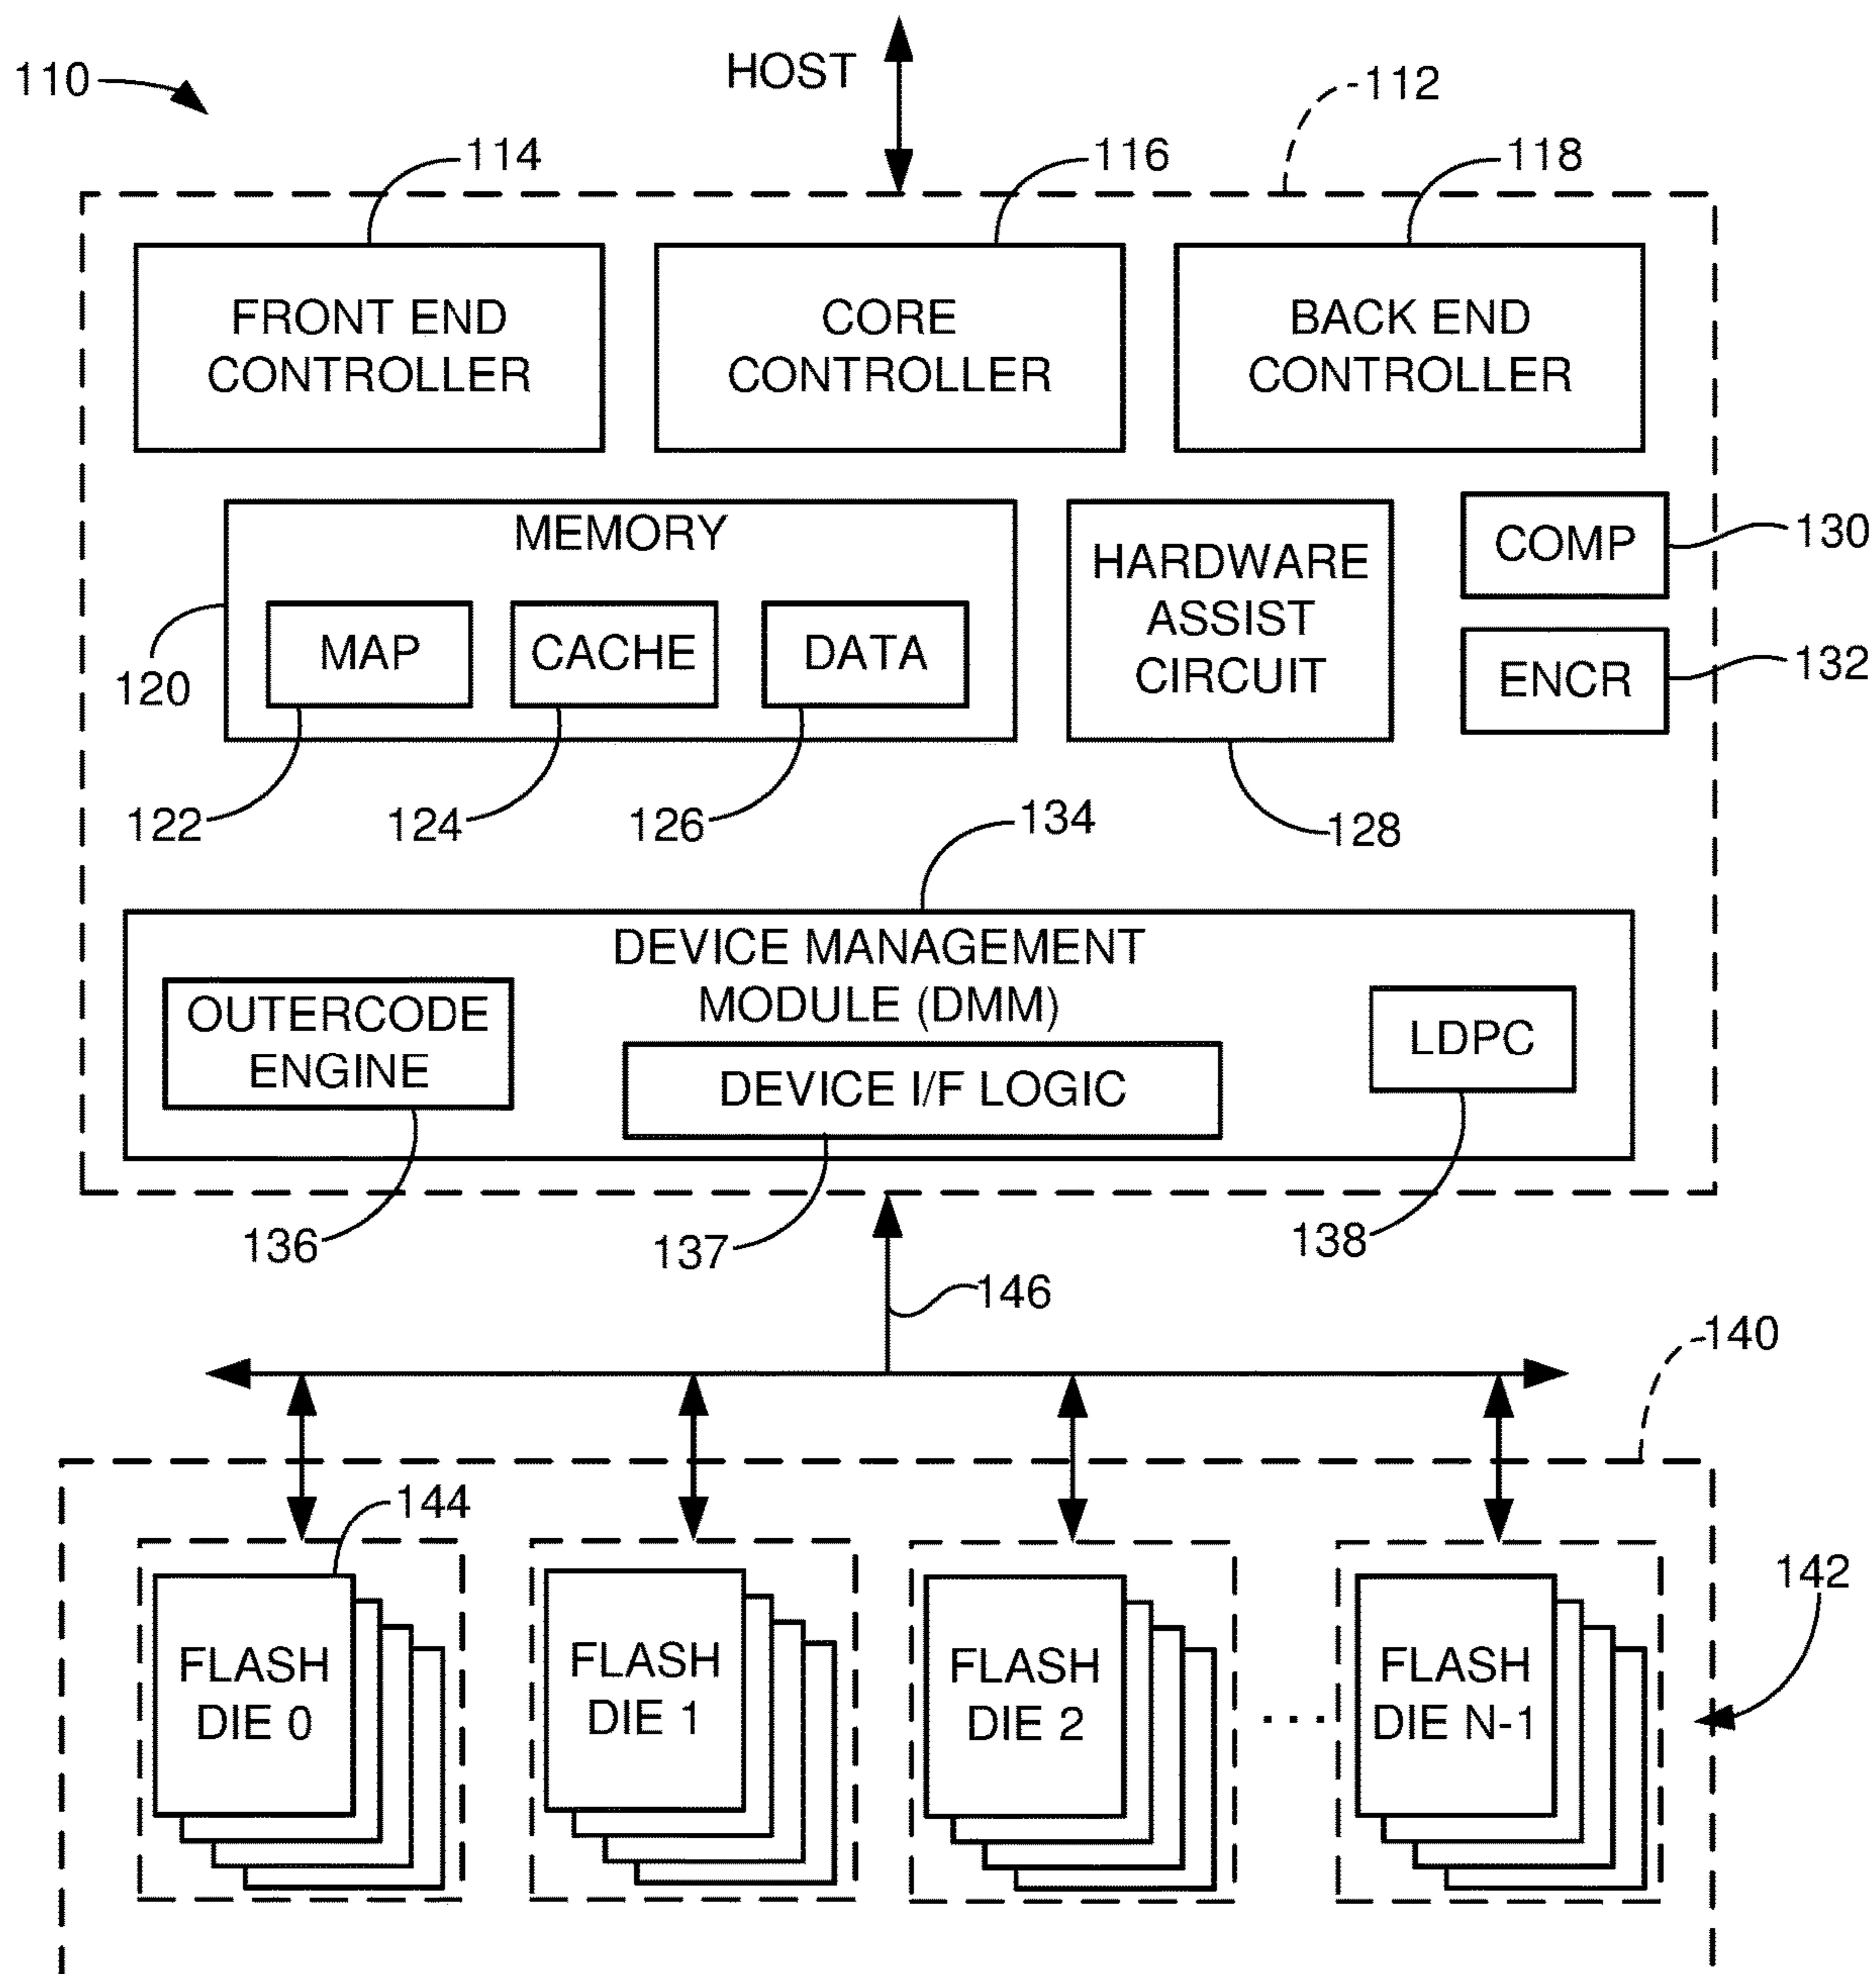 HOST
110
112
114
116
118
FRONT END
CONTROLLER
CORE
CONTROLLER
BACK END
CONTROLLER
MEMORY
MAP
CACHE
DATA
HARDWARE
ASSIST
CIRCUIT
COMP
130
ENCR
132
120
122
124
126
134
128
DEVICE MANAGEMENT
MODULE (DMM)
OUTERCODE
ENGINE
DEVICE I/F LOGIC
LDPC
136
137
138
146
140
144
142
FLASH
DIE 0
FLASH
DIE 1
FLASH
DIE 2
...
FLASH
DIE N-1